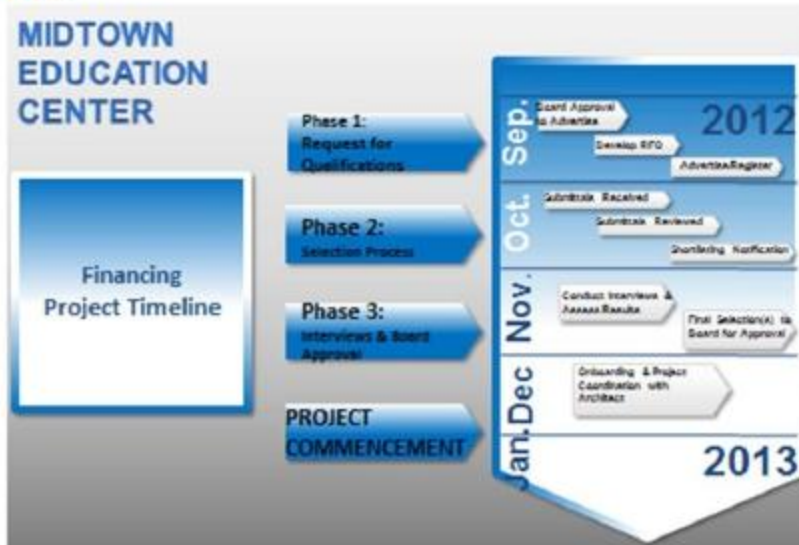 MIDTOWN
EDUCATION
CENTER
Financing
Project Timeline
Phase 1:
Request for
Qualifications
Phase 2:
Selection Process
Phase 3:
Interviews & Board
Approval
PROJECT
COMMENCEMENT
Sep.
2012
Board Approval
to Advertise
Develop RFQ
Advertise/Register
Oct.
Submittals Received
Submittals Reviewed
Shortlisting Notification
Nov.
Conduct Interviews &
Assess Results
Final Selection(s) to
Board for Approval
Dec
Onboarding & Project
Coordination with
Architect
Jan.
2013